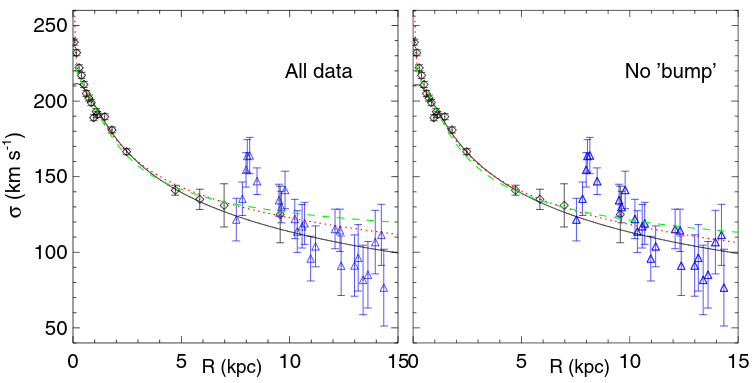 250
200
150
100
50
σ (km s⁻¹)
All data
No 'bump'
0 5 10 15
0 5 10 15
R (kpc)
R (kpc)